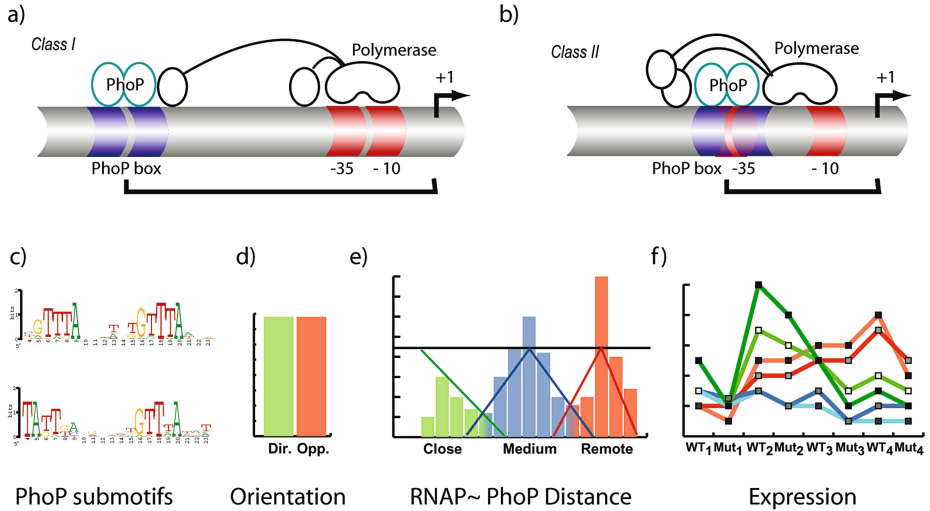 a)
b)
Class I
Polymerase
Class II
Polymerase
PhoP
+1
PhoP
+1
PhoP box
-35
- 10
PhoP box
-35
- 10
c)
d)
e)
f)
bits
bits
Dir. Opp.
Close
Medium
Remote
WT1 Mut1 WT2 Mut2 WT3 Mut3 WT4 Mut4
PhoP submotifs
Orientation
RNAP~ PhoP Distance
Expression